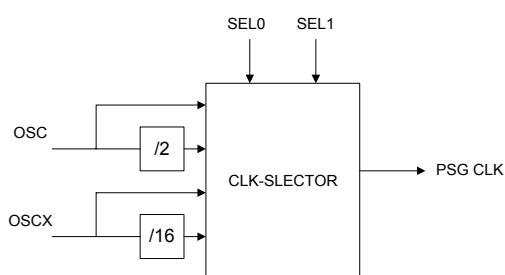 SEL0 SEL1
OSC
/2
CLK-SLECTOR
PSG CLK
OSCX
/16